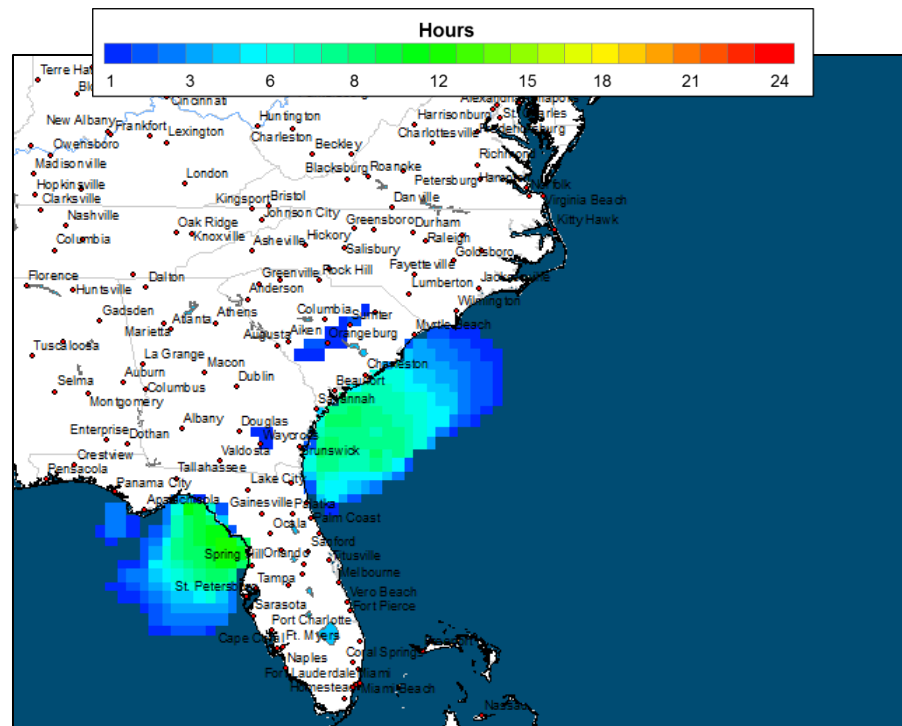 Hours
1 3 6 9 12 15 18 21 24
Terre Ha
Cincinnati
Huntington
Alexandria
Harrisonburg
St. Charles
New Albany
Frankfort
Lexington
Charleston
Charlottesville
Owensboro
Beckley
Richmond
Madisonville
Blacksburg
Roanoke
Petersburg
Hampton
Norfolk
Hopkinsville
London
Clarksville
Kingsport
Bristol
Danville
Virginia Beach
Nashville
Johnson City
Oak Ridge
Greensboro
Durham
Kitty Hawk
Columbia
Knoxville
Asheville
Hickory
Salisbury
Raleigh
Goldsboro
Florence
Dalton
Greenville
Rock Hill
Fayetteville
Huntsville
Anderson
Lumberton
Jacksonville
Gadsden
Atlanta
Athens
Columbia
Sumter
Wilmington
Marietta
Augusta
Aiken
Orangeburg
Myrtle Beach
Tuscaloosa
La Grange
Macon
Charleston
Selma
Auburn
Columbus
Dublin
Beaufort
Montgomery
Savannah
Albany
Douglas
Enterprise
Dothan
Waycross
Crestview
Valdosta
Brunswick
Pensacola
Tallahassee
Panama City
Lake City
Apalachicola
Gainesville
Palatka
Ocala
Palm Coast
Spring Hill
Orlando
Sanford
Titusville
St. Petersburg
Tampa
Melbourne
Vero Beach
Sarasota
Fort Pierce
Port Charlotte
Cape Coral
Ft. Myers
Coral Springs
Freeport
Naples
Fort Lauderdale
Miami
Homestead
Miami Beach
Nassau